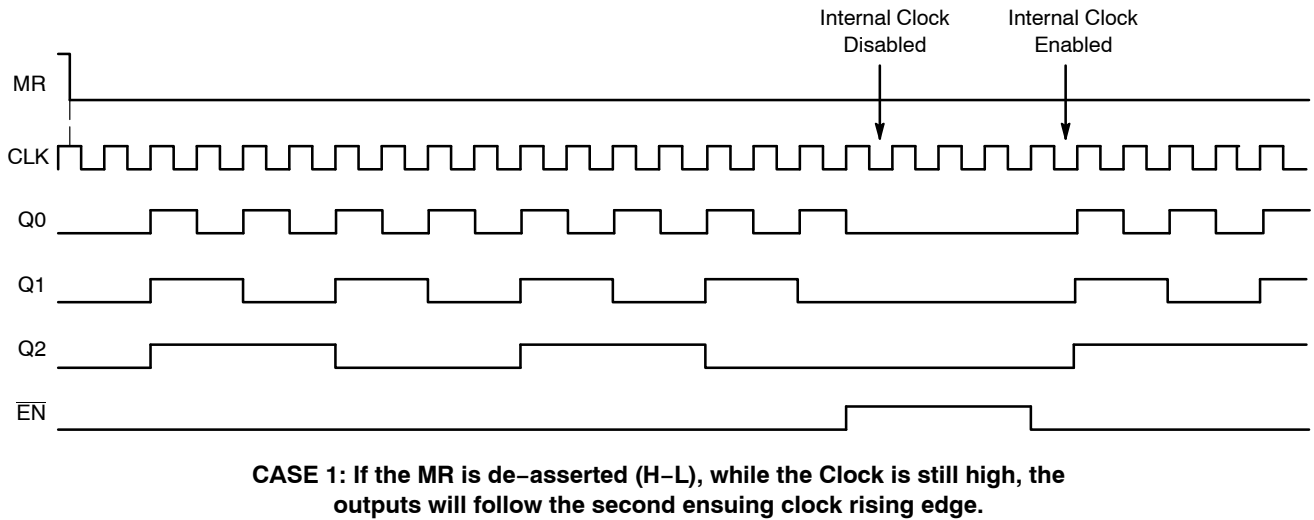 Internal Clock
Disabled
Internal Clock
Enabled
MR
CLK
Q0
Q1
Q2
EN
CASE 1: If the MR is de−asserted (H−L), while the Clock is still high, the
outputs will follow the second ensuing clock rising edge.